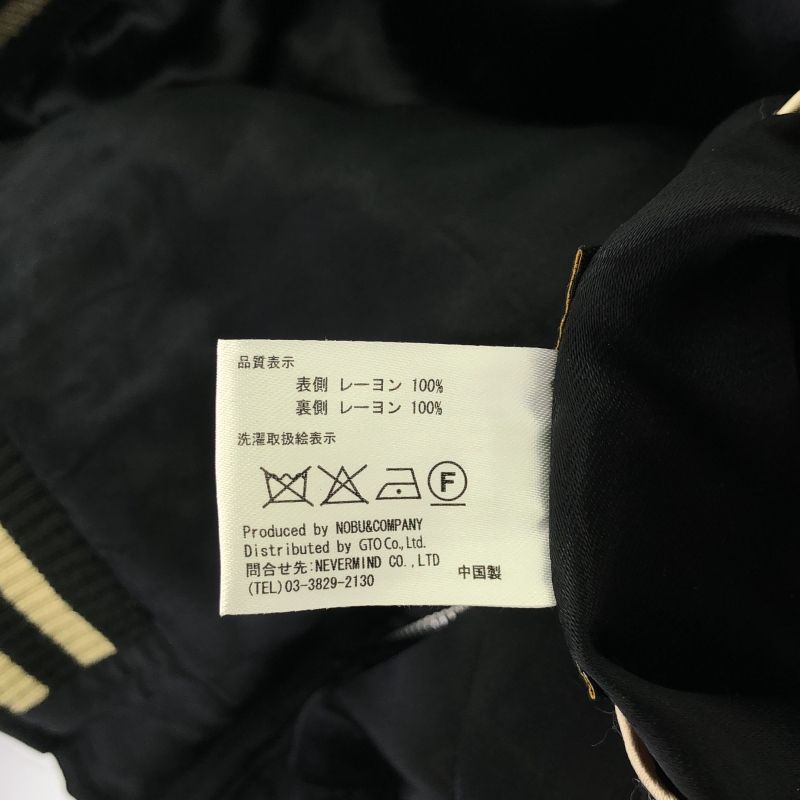 品質表示
表側 レーヨン 100%
裏側 レーヨン 100%
洗濯取扱絵表示
F
Produced by NOBU&COMPANY
Distributed by GTO Co., Ltd.
問合せ先:NEVERMIND CO.,LTD
(TEL)03-3829-2130 中国製